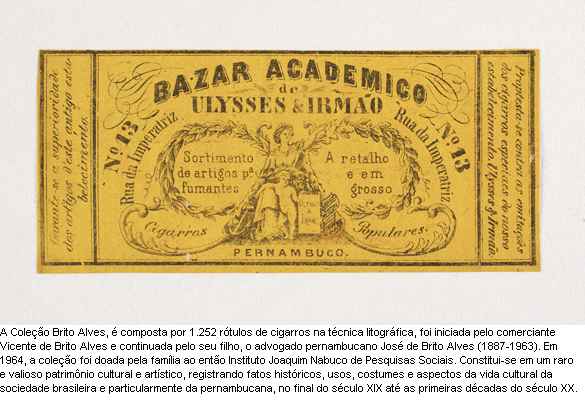 Garante-se a superioridade
dos artigos d'este antigo esta-
belecimento.
BAZAR ACADEMICO
de
ULYSSES & IRMÃO
Nº 13
Rua da Imperatriz
Nº 13
Rua da Imperatriz
Sortimento
de artigos pª
fumantes
A retalho
e em
grosso
Cigarros Populares.
PERNAMBUCO.
Protesta-se contra as imitações
dos cigarros especiaes de nosso
estabelecimento Ulysses & Irmão.
A Coleção Brito Alves, é composta por 1.252 rótulos de cigarros na técnica litográfica, foi iniciada pelo comerciante
Vicente de Brito Alves e continuada pelo seu filho, o advogado pernambucano José de Brito Alves (1887-1963). Em
1964, a coleção foi doada pela família ao então Instituto Joaquim Nabuco de Pesquisas Sociais. Constitui-se em um raro
e valioso patrimônio cultural e artístico, registrando fatos históricos, usos, costumes e aspectos da vida cultural da
sociedade brasileira e particularmente da pernambucana, no final do século XIX até as primeiras décadas do século XX.